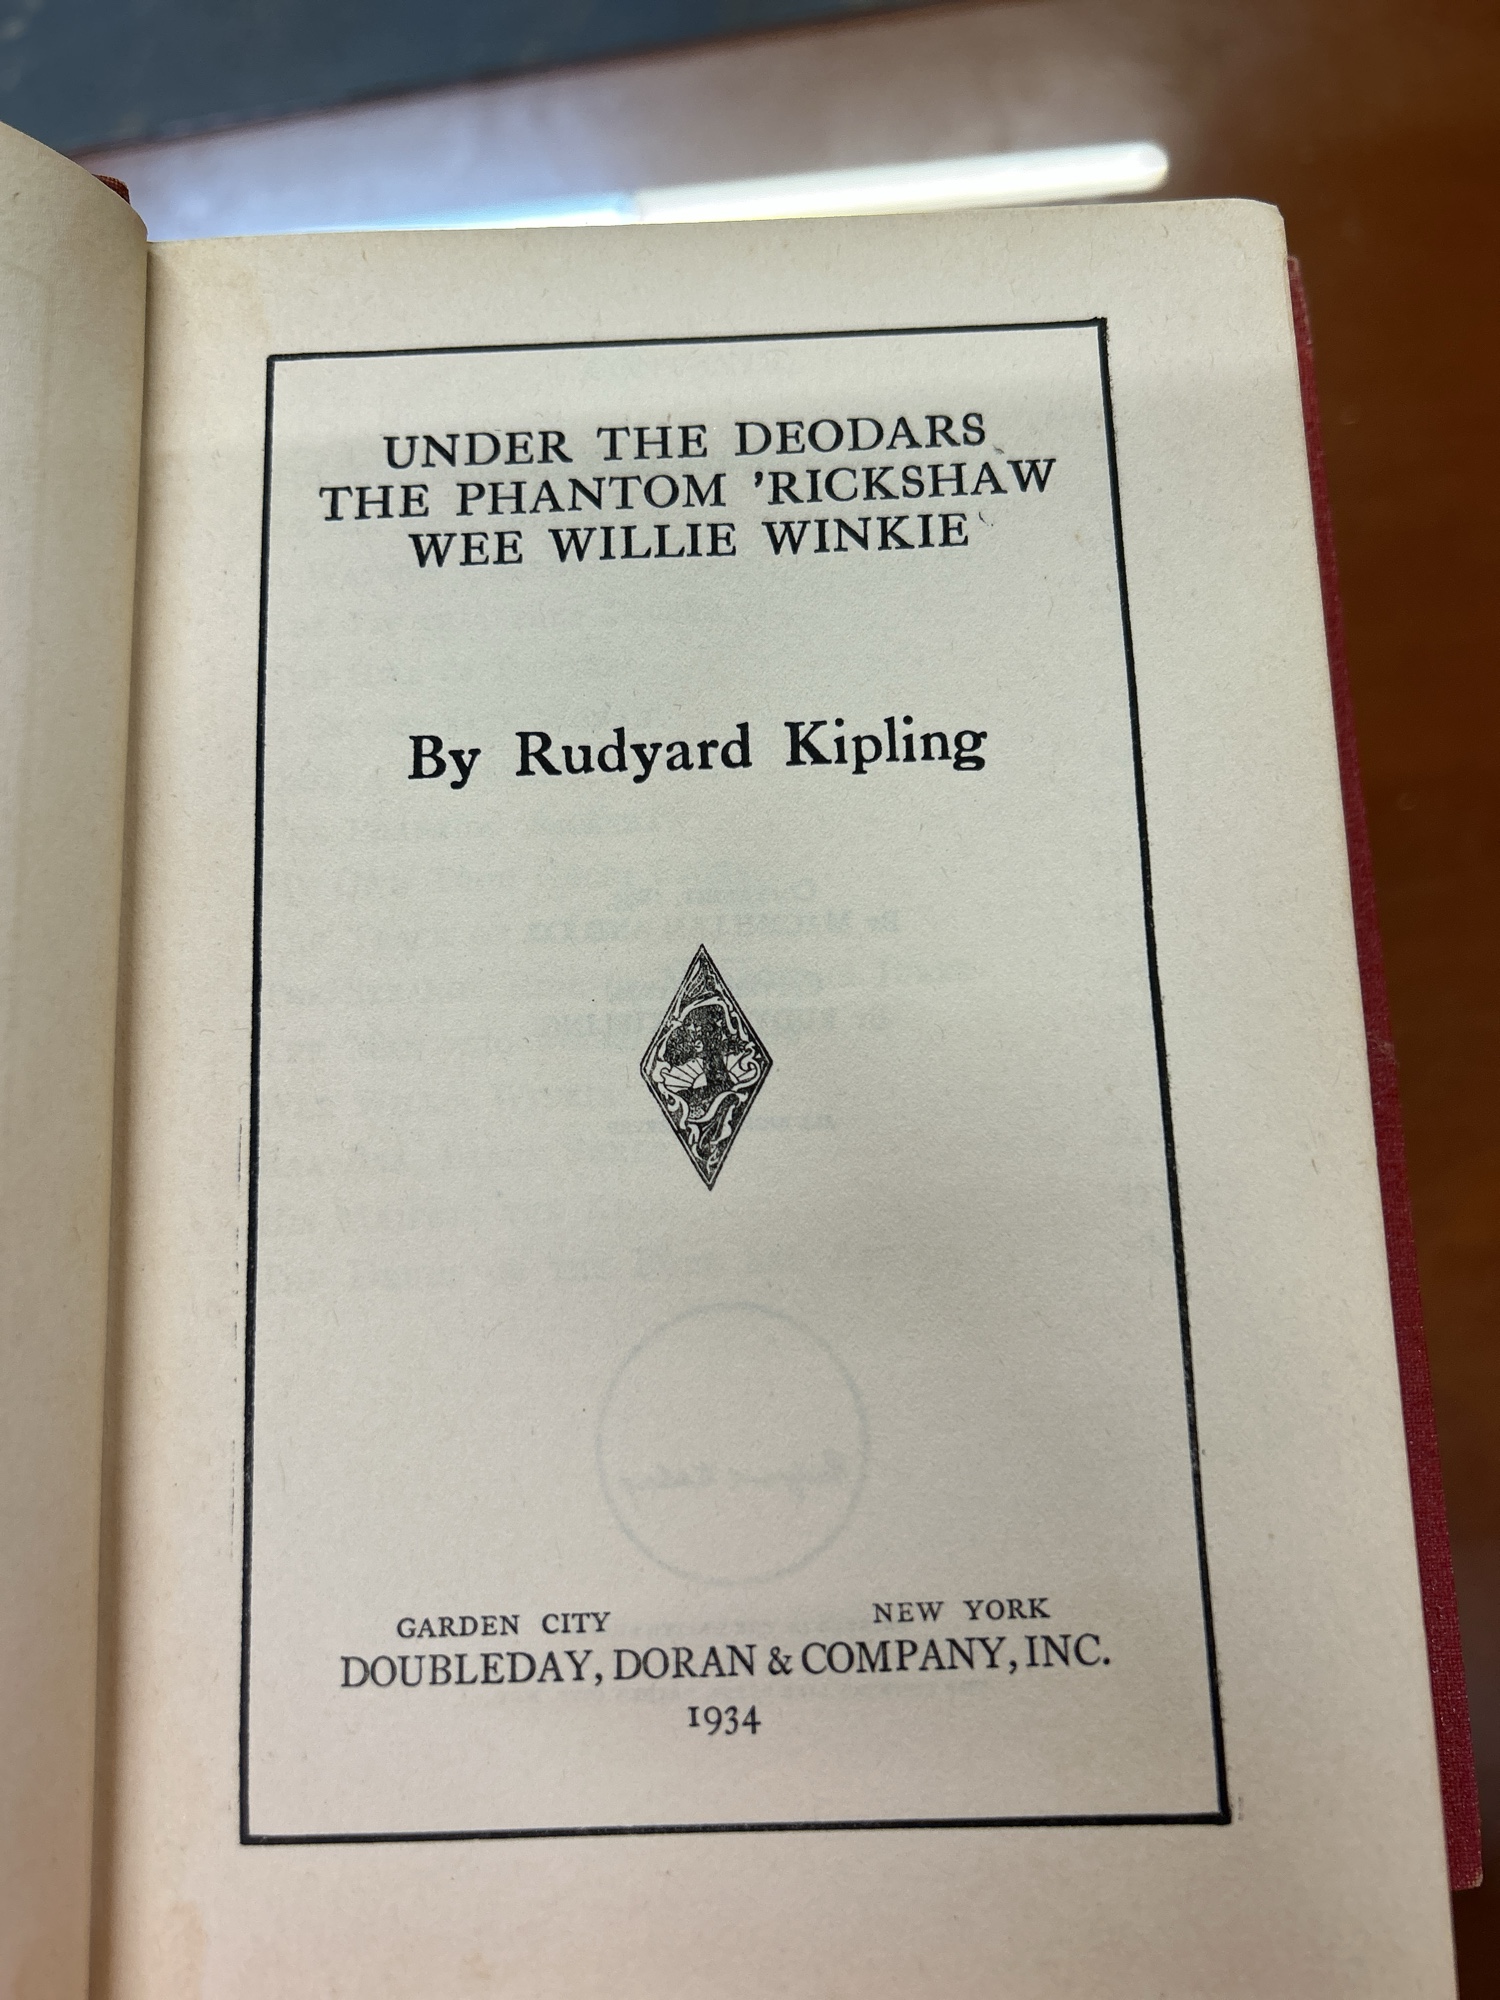 UNDER THE DEODARS
THE PHANTOM 'RICKSHAW
WEE WILLIE WINKIE
By Rudyard Kipling
GARDEN CITY NEW YORK
DOUBLEDAY, DORAN & COMPANY, INC.
1934